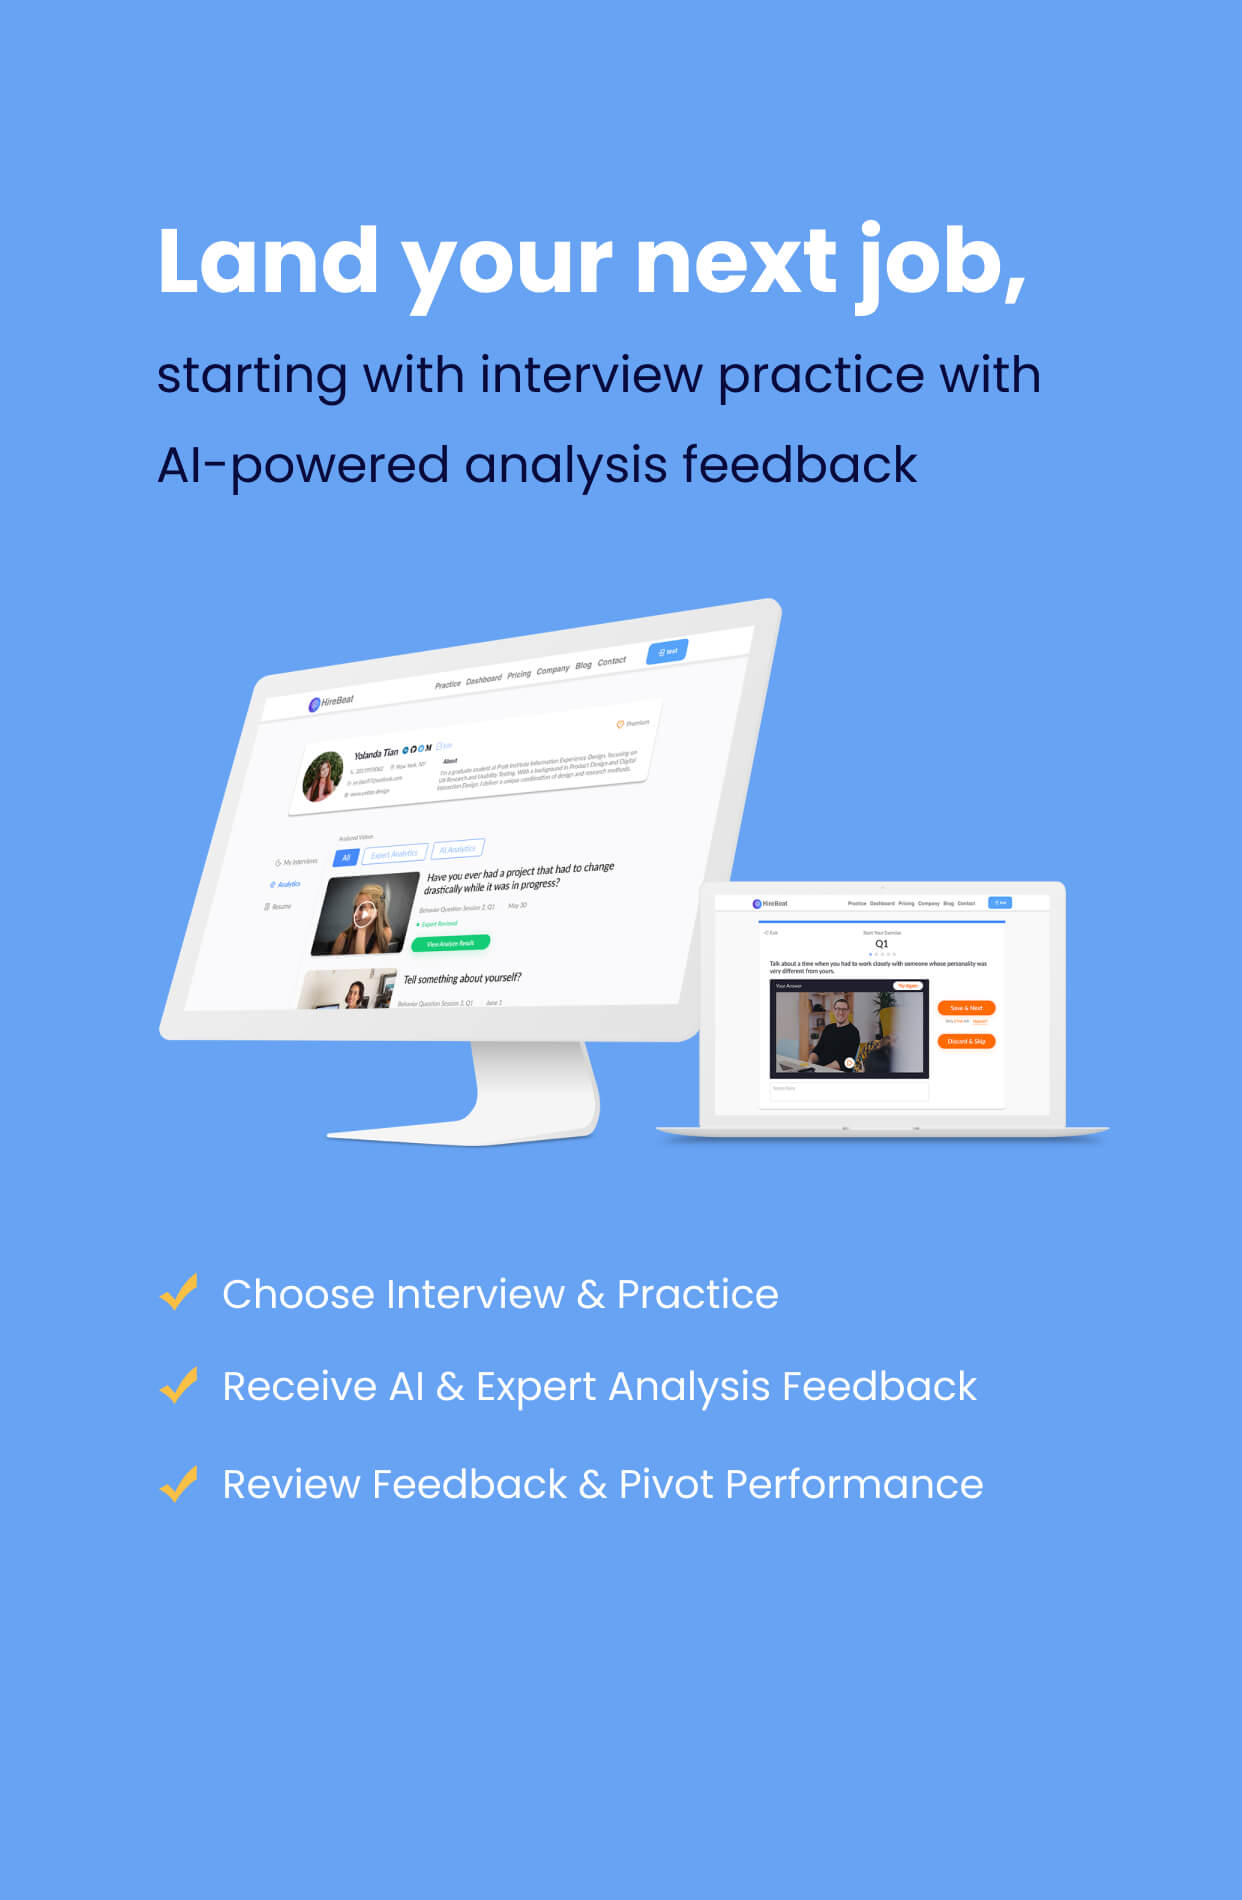 Land your next job,
starting with interview practice with
AI-powered analysis feedback
HireBeat
Practice Dashboard Pricing Company Blog Contact
test
Yolanda Tian
Edit
Premium
New York, NY
About
I'm a graduate student at Pratt Institute Information Experience Design, focusing on
UX Research and Usability Testing. With a background in Product Design and Digital
Interaction Design, I deliver a unique combination of design and research methods.
Analyzed Videos
All
Expert Analytics
AI Analytics
My Interviews
Analytics
Resume
Have you ever had a project that had to change
drastically while it was in progress?
Behavior Question Session 2, Q1 May 30
Expert Reviewed
View Analyze Result
Tell something about yourself?
Behavior Question Session 3, Q1 June 1
HireBeat
Practice Dashboard Pricing Company Blog Contact
Exit
Start Your Exercise
Q1
Talk about a time when you had to work closely with someone whose personality was
very different from yours.
Your Answer
Try Again
Save & Next
Discard & Skip
Choose Interview & Practice
Receive AI & Expert Analysis Feedback
Review Feedback & Pivot Performance